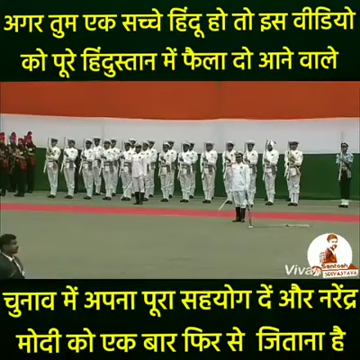 अगर तुम एक सच्चे हिंदू हो तो इस वीडियो
को पूरे हिंदुस्तान में फैला दो आने वाले
Viva
Santosh
SRIVASTAVA
चुनाव में अपना पूरा सहयोग दें और नरेंद्र
मोदी को एक बार फिर से जिताना है